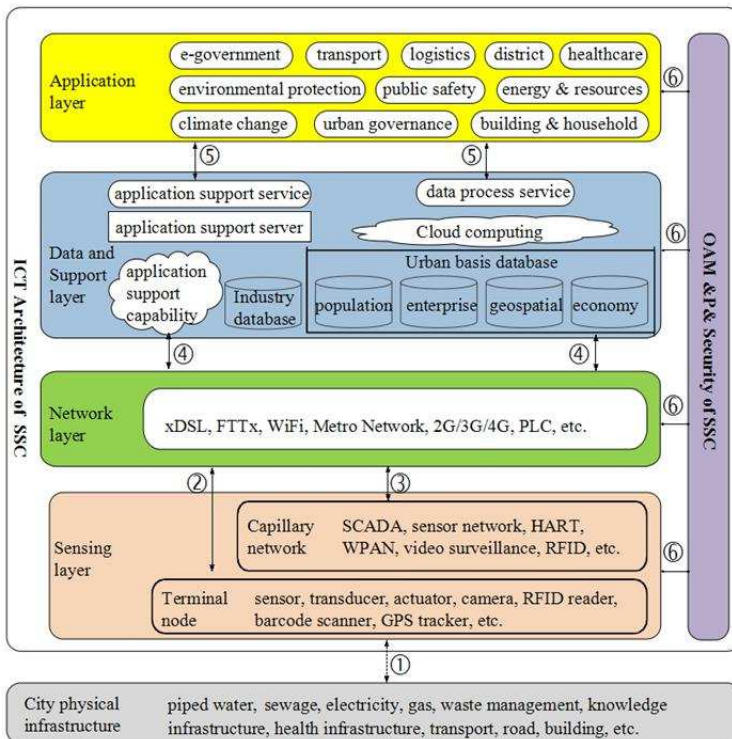 e-government transport logistics district healthcare
Application
layer
environmental protection public safety energy & resources
climate change urban governance building & household
⑥
⑤ ⑤
application support service data process service
application support server Cloud computing
⑥
Data and
Support
layer
application
support
capability
Industry
database
Urban basis database
population enterprise geospatial economy
④ ④
Network
layer
xDSL, FTTx, WiFi, Metro Network, 2G/3G/4G, PLC, etc.
⑥
② ③
Sensing
layer
Capillary
network
SCADA, sensor network, HART,
WPAN, video surveillance, RFID, etc.
⑥
Terminal
node
sensor, transducer, actuator, camera, RFID reader,
barcode scanner, GPS tracker, etc.
①
City physical
infrastructure
piped water, sewage, electricity, gas, waste management, knowledge
infrastructure, health infrastructure, transport, road, building, etc.
ICT Architecture of SSC
OAM &P& Security of SSC